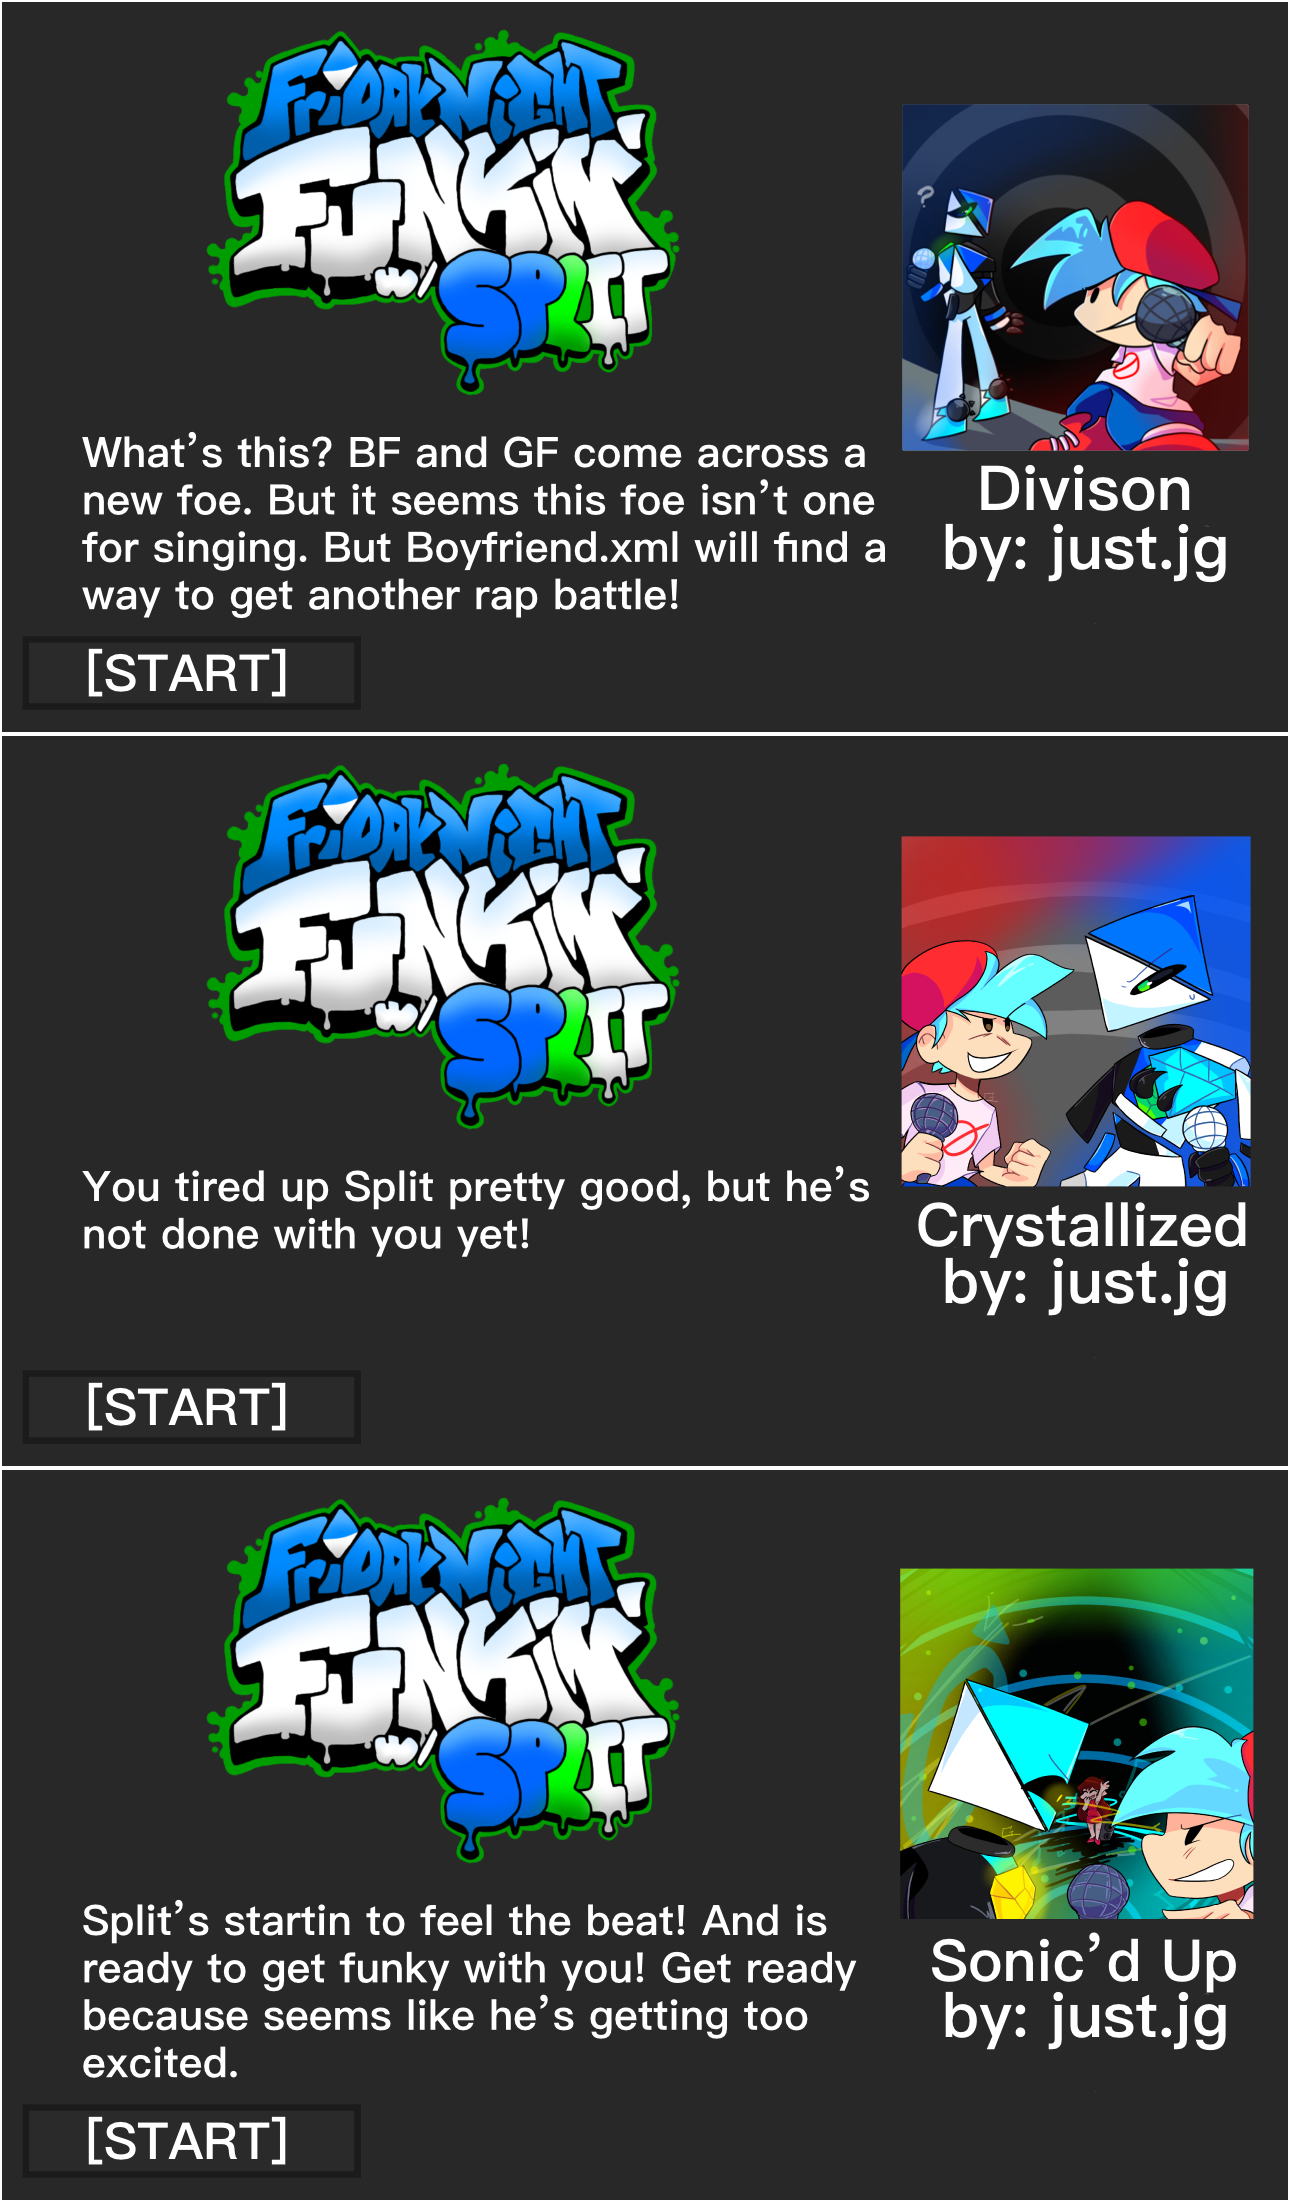 FRiDAY NiGHT
FUNKiN'
w/ SPLIT
What's this? BF and GF come across a
new foe. But it seems this foe isn't one
for singing. But Boyfriend.xml will find a
way to get another rap battle!
[START]
?
Divison
by: just.jg
FRiDAY NiGHT
FUNKiN'
w/ SPLIT
You tired up Split pretty good, but he's
not done with you yet!
[START]
Crystallized
by: just.jg
FRiDAY NiGHT
FUNKiN'
w/ SPLIT
Split's startin to feel the beat! And is
ready to get funky with you! Get ready
because seems like he's getting too
excited.
[START]
Sonic'd Up
by: just.jg